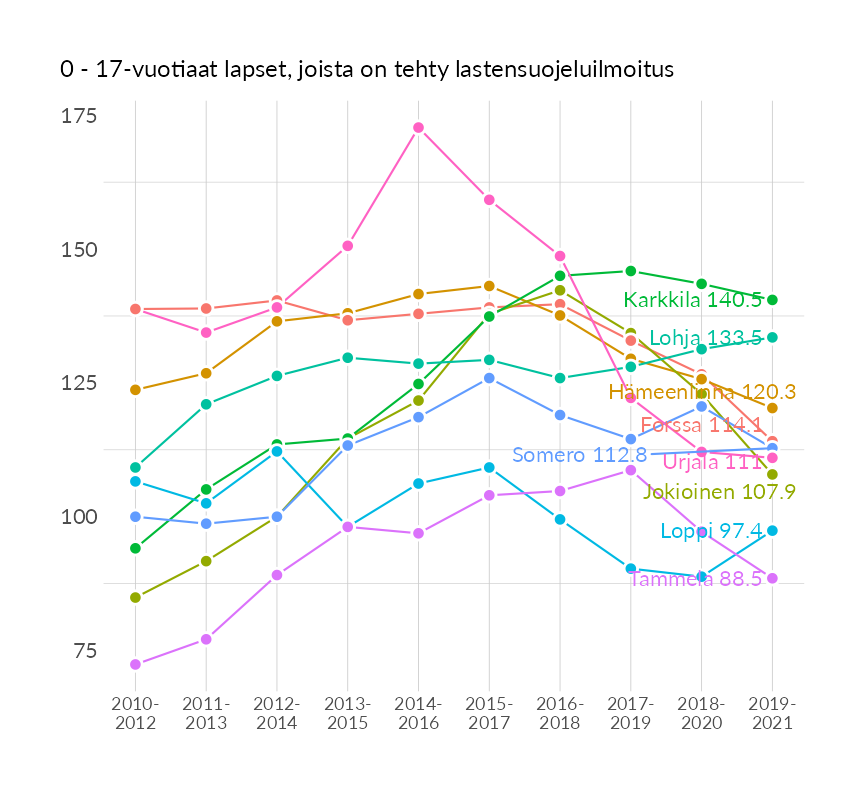 0 - 17-vuotiaat lapset, joista on tehty lastensuojeluilmoitus
175
150
125
100
75
Karkkila 140.5
Lohja 133.5
Hämeenlinna 120.3
Forssa 114.1
Somero 112.8
Urjala 111
Jokioinen 107.9
Loppi 97.4
Tammela 88.5
2010- 2011- 2012- 2013- 2014- 2015- 2016- 2017- 2018- 2019-
2012 2013 2014 2015 2016 2017 2018 2019 2020 2021